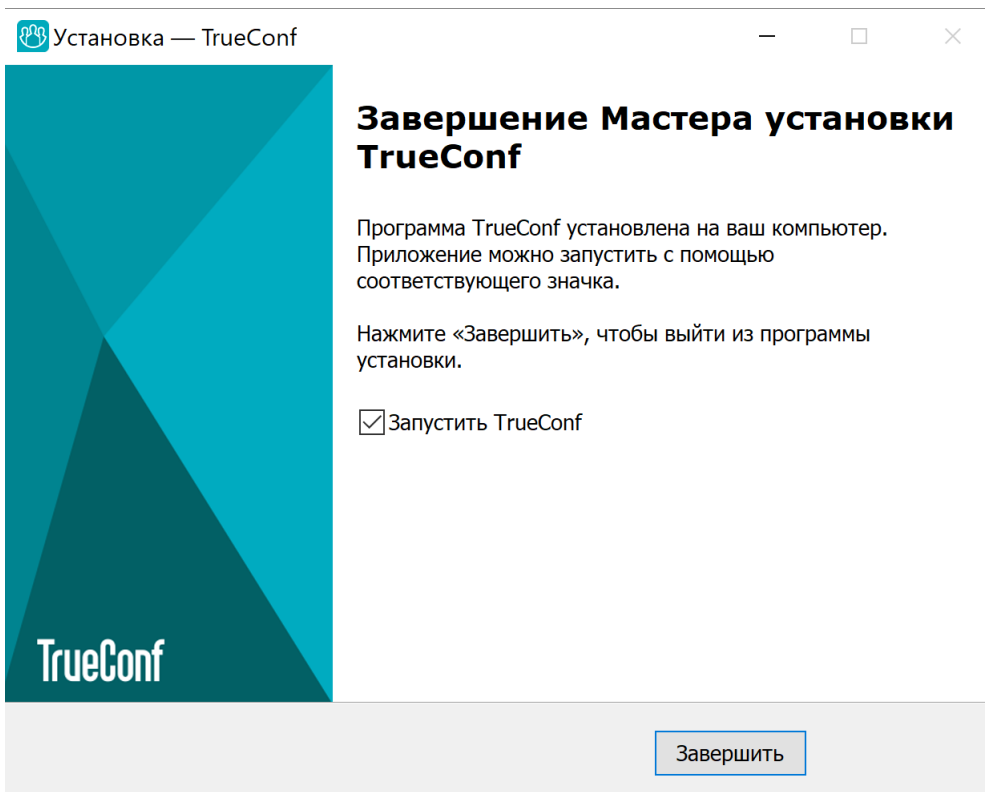 Установка — TrueConf
Завершение Мастера установки
TrueConf
Программа TrueConf установлена на ваш компьютер.
Приложение можно запустить с помощью
соответствующего значка.
Нажмите «Завершить», чтобы выйти из программы
установки.
Запустить TrueConf
TrueConf
Завершить